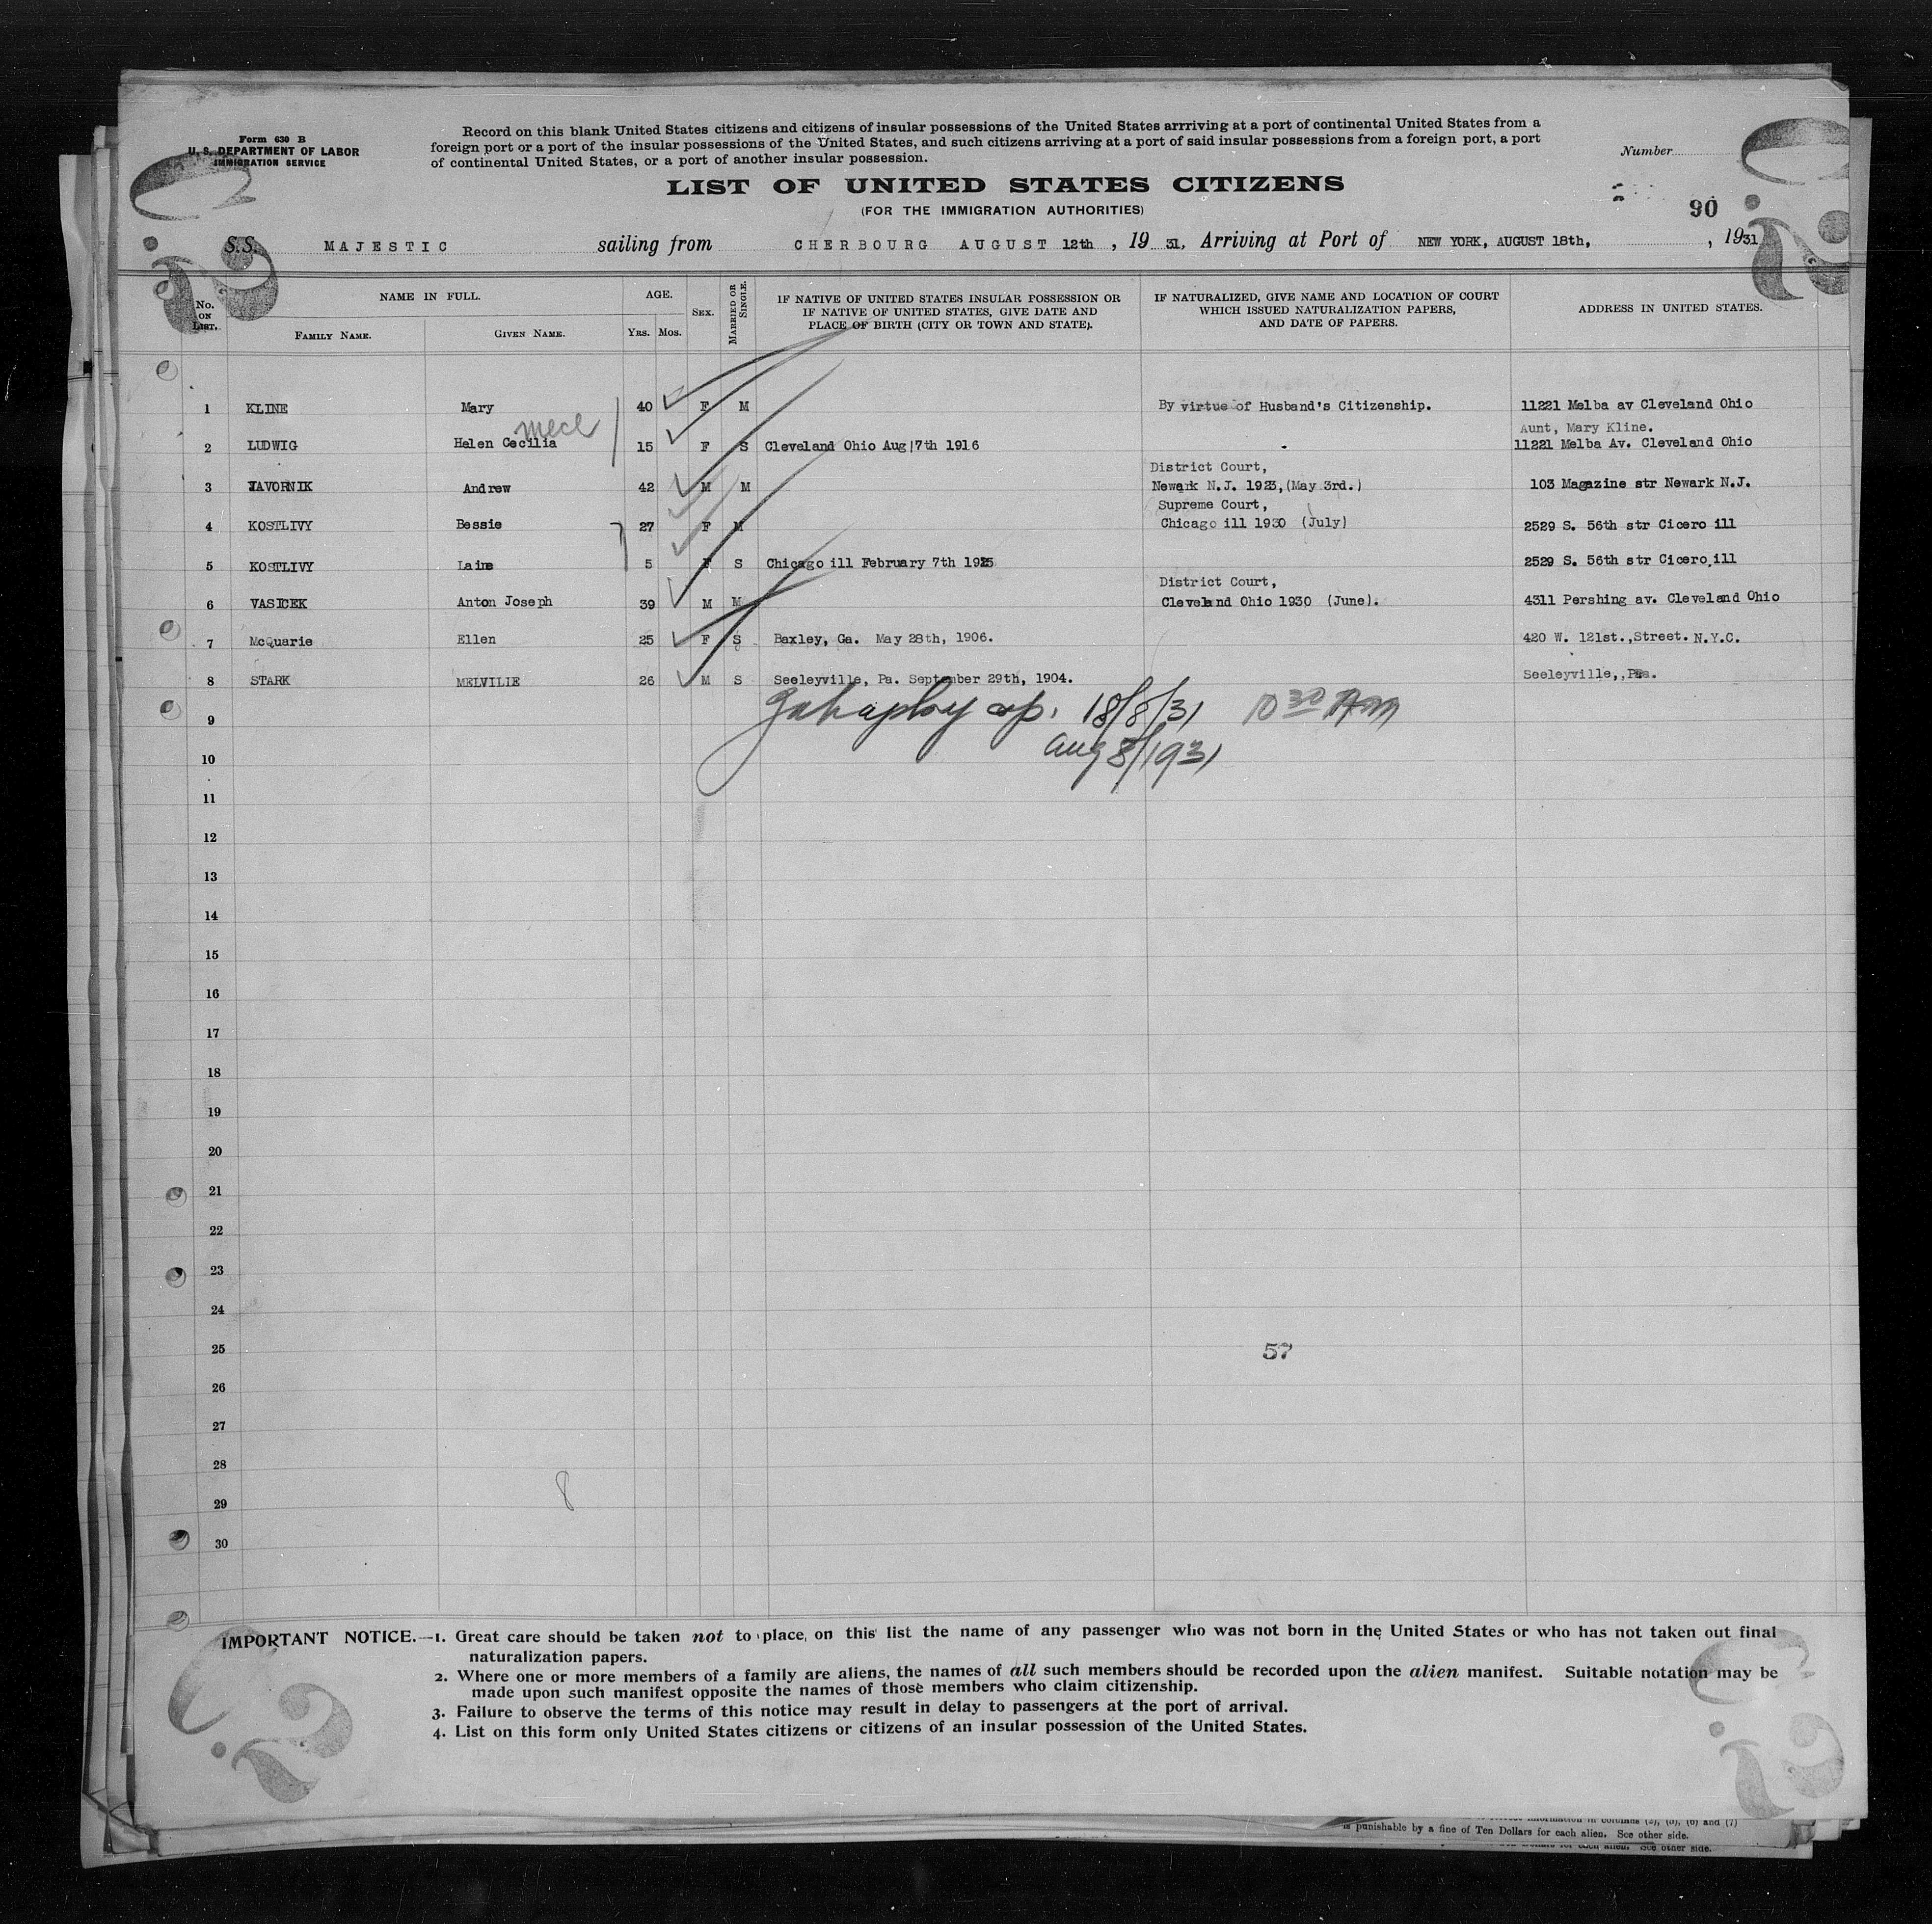 Form 630 B
U. S. DEPARTMENT OF LABOR
IMMIGRATION SERVICE
Record on this blank United States citizens and citizens of insular possessions of the United States arrriving at a port of continental United States from a
foreign port or a port of the insular possessions of the United States, and such citizens arriving at a port of said insular possessions from a foreign port, a port
of continental United States, or a port of another insular possession.
Number
LIST OF UNITED STATES CITIZENS
(FOR THE IMMIGRATION AUTHORITIES)
90
S.S. MAJESTIC sailing from CHERBOURG AUGUST 12th, 19 31, Arriving at Port of NEW YORK, AUGUST 18th, , 1931
No. ON LIST.
NAME IN FULL.
FAMILY NAME. GIVEN NAME.
AGE.
YRS. MOS.
SEX.
MARRIED OR SINGLE.
IF NATIVE OF UNITED STATES INSULAR POSSESSION OR
IF NATIVE OF UNITED STATES, GIVE DATE AND
PLACE OF BIRTH (CITY OR TOWN AND STATE).
IF NATURALIZED, GIVE NAME AND LOCATION OF COURT
WHICH ISSUED NATURALIZATION PAPERS,
AND DATE OF PAPERS.
ADDRESS IN UNITED STATES.
1 KLINE Mary 40 F M By virtue of Husband's Citizenship. 11221 Melba av Cleveland Ohio
Aunt, Mary Kline.
2 LUDWIG Helen Cecilia 15 F S Cleveland Ohio Aug 7th 1916 - 11221 Melba Av. Cleveland Ohio
District Court,
3 JAVORNIK Andrew 42 M M Newark N.J. 1923, (May 3rd.) 103 Magazine str Newark N.J.
Supreme Court,
4 KOSTLIVY Bessie 27 F M Chicago ill 1930 (July) 2529 S. 56th str Cicero ill
5 KOSTLIVY 5 F S Chicago ill February 7th 1925 2529 S. 56th str Cicero, ill
District Court,
6 VASICEK Anton Joseph 39 M M Cleveland Ohio 1930 (June). 4311 Pershing av. Cleveland Ohio
7 McQuarie Ellen 25 F S Baxley, Ga. May 28th, 1906. 420 W. 121st.,Street. N.Y.C.
8 STARK MELVILIE 26 M S Seeleyville, Pa. September 29th, 1904. Seeleyville,,Pa.
18/8/31 10 30 AM
Aug 8/1931
9
10
11
12
13
14
15
16
17
18
19
20
21
22
23
24
25 57
26
27
28
8
29
30
IMPORTANT NOTICE.—1. Great care should be taken not to place on this list the name of any passenger who was not born in the United States or who has not taken out final
naturalization papers.
2. Where one or more members of a family are aliens, the names of all such members should be recorded upon the alien manifest. Suitable notation may be
made upon such manifest opposite the names of those members who claim citizenship.
3. Failure to observe the terms of this notice may result in delay to passengers at the port of arrival.
4. List on this form only United States citizens or citizens of an insular possession of the United States.
is punishable by a fine of Ten Dollars for each alien. See other side.